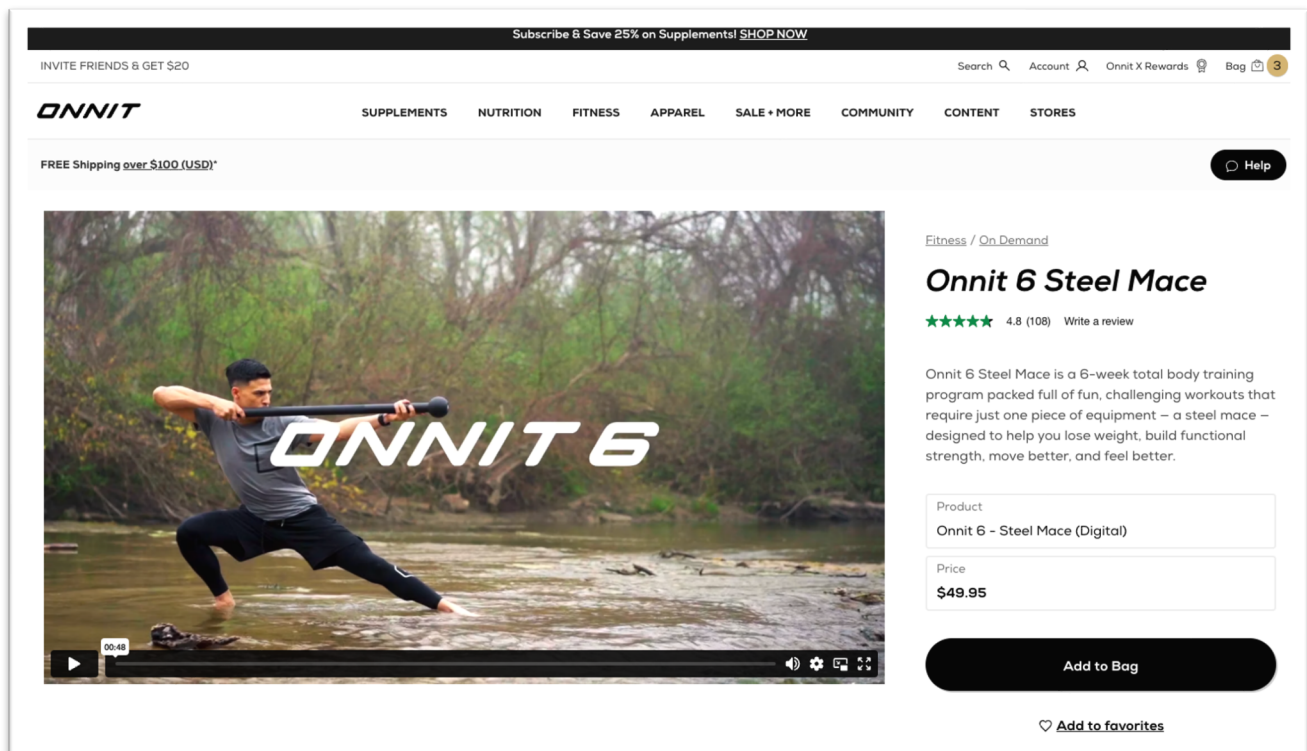 Subscribe & Save 25% on Supplements! SHOP NOW
INVITE FRIENDS & GET $20
Search Account Onnit X Rewards Bag 3
ONNIT
SUPPLEMENTS NUTRITION FITNESS APPAREL SALE + MORE COMMUNITY CONTENT STORES
FREE Shipping over $100 (USD)*
Help
ONNIT 6
00:48
Fitness / On Demand
Onnit 6 Steel Mace
4.8 (108) Write a review
Onnit 6 Steel Mace is a 6-week total body training
program packed full of fun, challenging workouts that
require just one piece of equipment – a steel mace –
designed to help you lose weight, build functional
strength, move better, and feel better.
Product
Onnit 6 - Steel Mace (Digital)
Price
$49.95
Add to Bag
Add to favorites